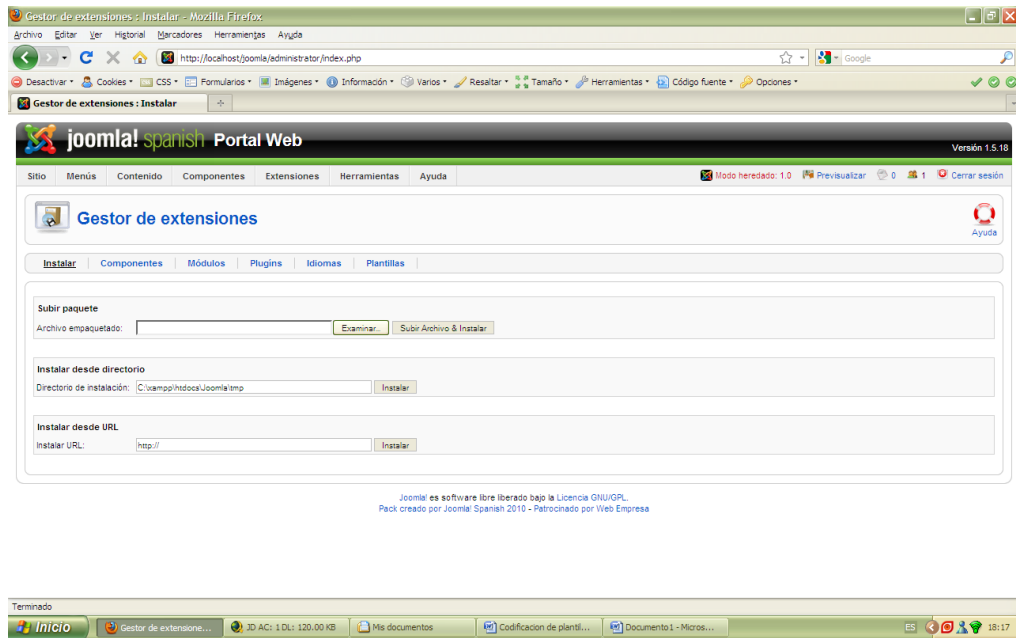 Gestor de extensiones : Instalar - Mozilla Firefox
Archivo Editar Ver Historial Marcadores Herramientas Ayuda
http://localhost/joomla/administrator/index.php
Google
Desactivar Cookies CSS Formularios Imágenes Información Varios Resaltar Tamaño Herramientas Código fuente Opciones
Gestor de extensiones : Instalar
joomla! spanish Portal Web
Versión 1.5.18
Sitio Menús Contenido Componentes Extensiones Herramientas Ayuda
Modo heredado: 1.0 Previsualizar 0 1 Cerrar sesión
Gestor de extensiones
Ayuda
Instalar Componentes Módulos Plugins Idiomas Plantillas
Subir paquete
Archivo empaquetado: Examinar... Subir Archivo & Instalar
Instalar desde directorio
Directorio de instalación: C:\xampp\htdocs\Joomla\tmp Instalar
Instalar desde URL
Instalar URL: http:// Instalar
Joomla! es software libre liberado bajo la Licencia GNU/GPL.
Pack creado por Joomla! Spanish 2010 - Patrocinado por Web Empresa
Terminado
Inicio Gestor de extensione... JD AC: 1 DL: 120.00 KB Mis documentos Codificacion de plantil... Documento1 - Micros... ES 18:17